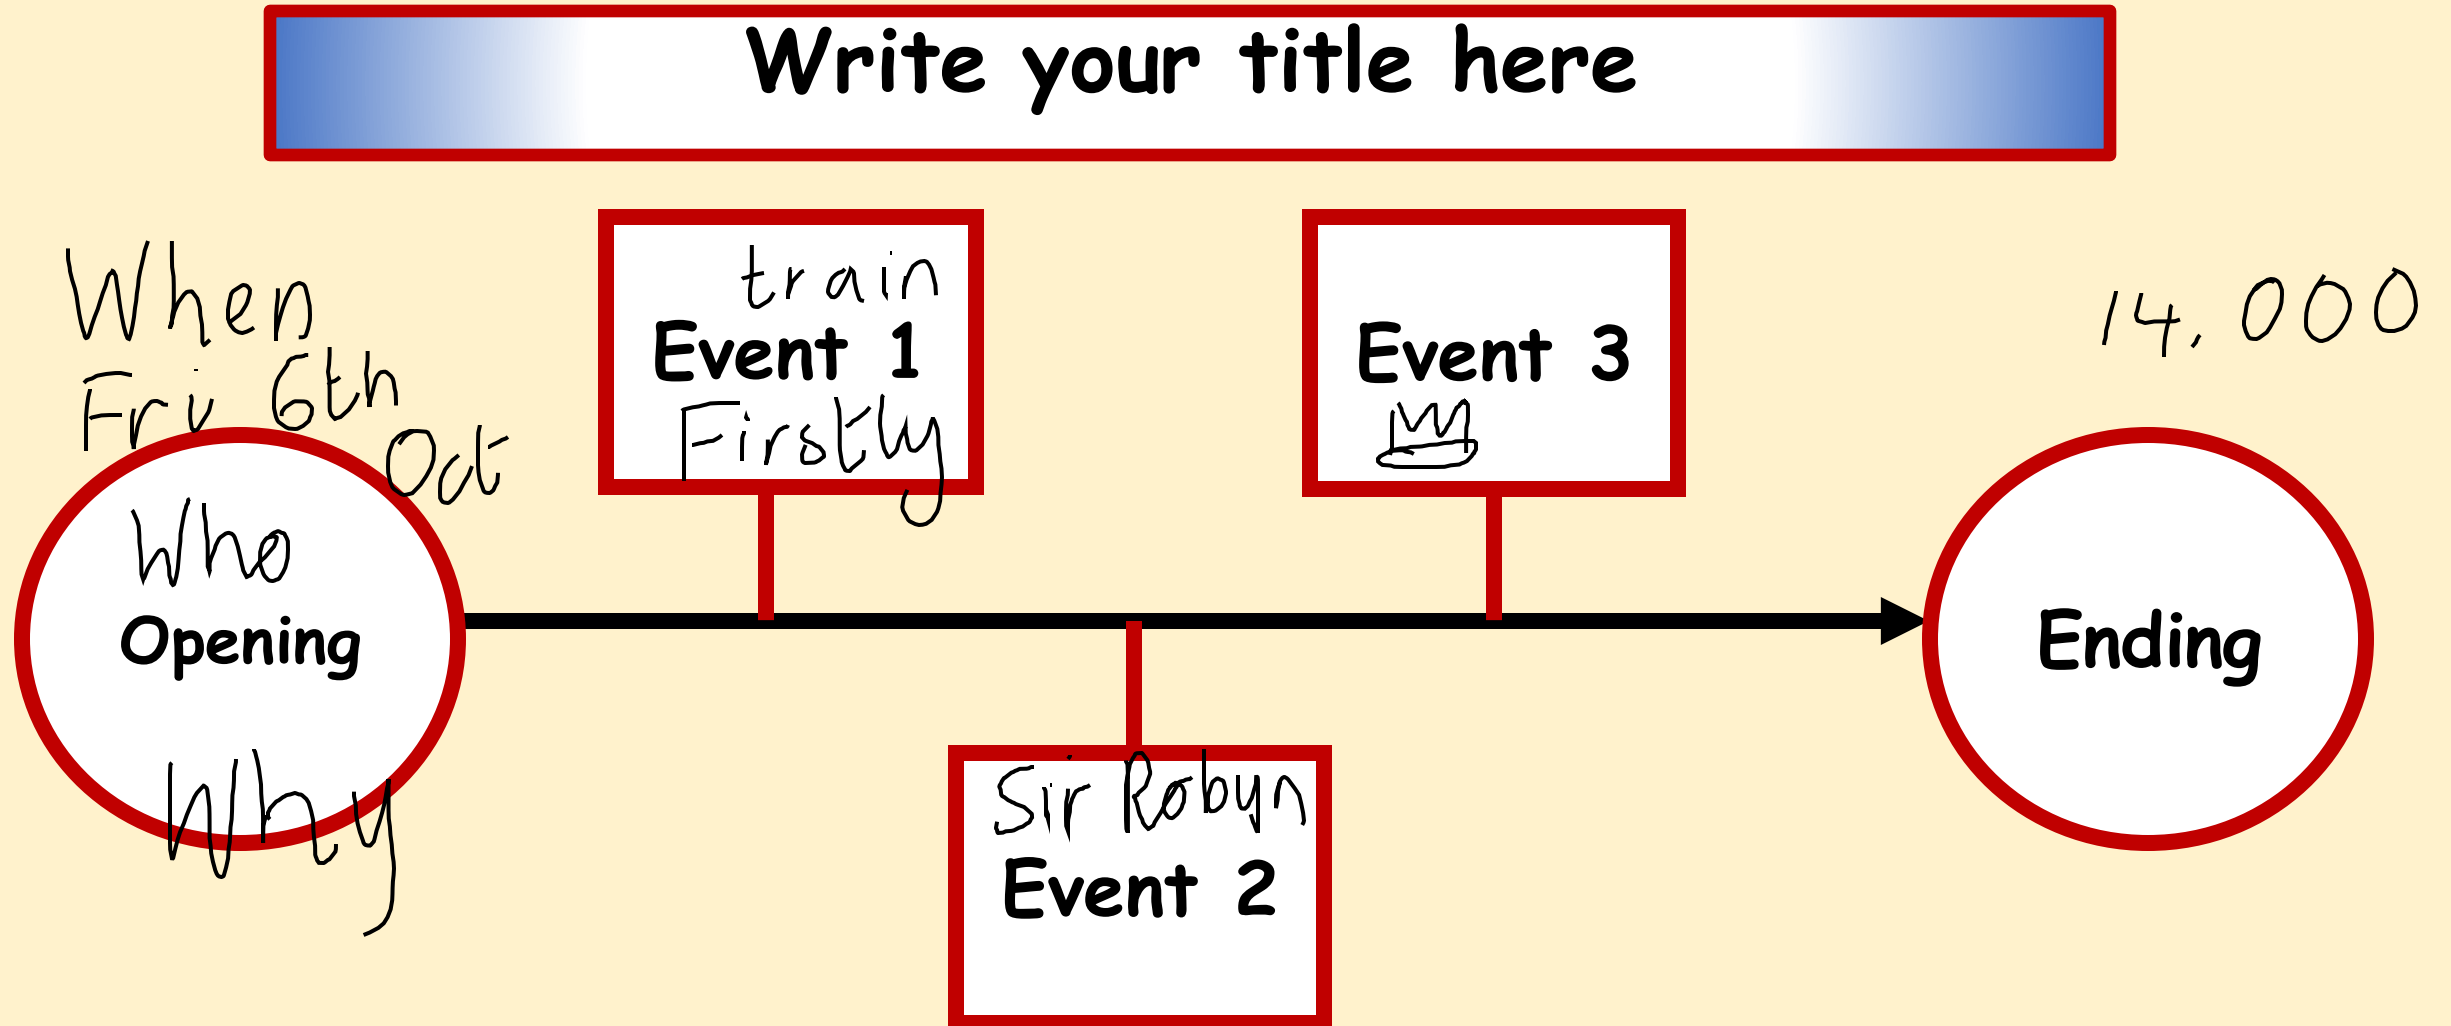 Write your title here
When
Fri 6th
Oct
Who
Opening
Why
train
Event 1
Firstly
Sir Robyn
Event 2
Event 3
14,000
Ending